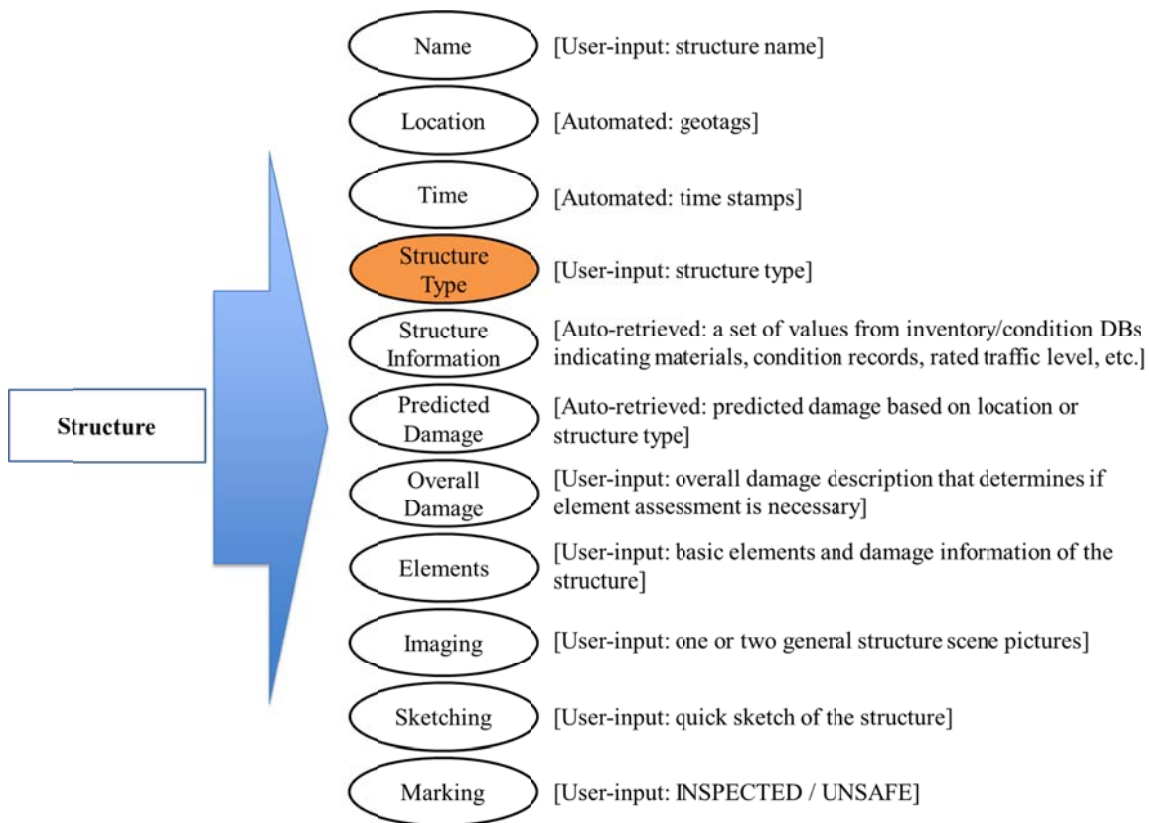 Name
[User-input: structure name]
Location
[Automated: geotags]
Time
[Automated: time stamps]
Structure
Type
[User-input: structure type]
Structure
Information
[Auto-retrieved: a set of values from inventory/condition DBs
indicating materials, condition records, rated traffic level, etc.]
Structure
Predicted
Damage
[Auto-retrieved: predicted damage based on location or
structure type]
Overall
Damage
[User-input: overall damage description that determines if
element assessment is necessary]
Elements
[User-input: basic elements and damage information of the
structure]
Imaging
[User-input: one or two general structure scene pictures]
Sketching
[User-input: quick sketch of the structure]
Marking
[User-input: INSPECTED / UNSAFE]